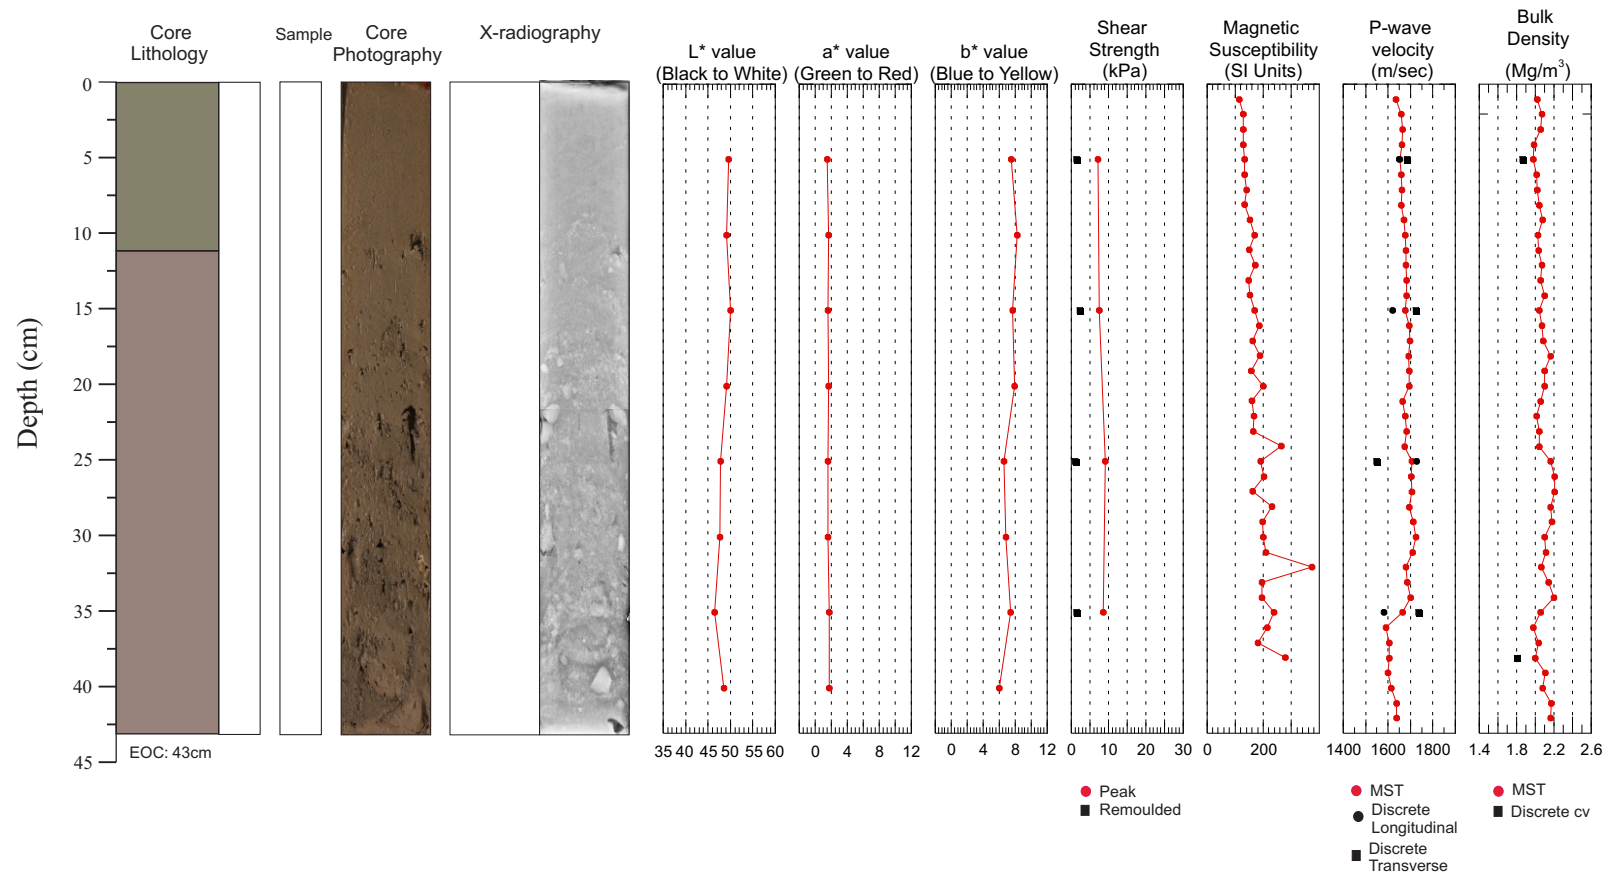 Core
Lithology
Sample
Core
Photography
X-radiography
L* value
(Black to White)
a* value
(Green to Red)
b* value
(Blue to Yellow)
Shear
Strength
(kPa)
Magnetic
Susceptibility
(SI Units)
P-wave
velocity
(m/sec)
Bulk
Density
(Mg/m³)
Depth (cm)
0
5
10
15
20
25
30
35
40
45
EOC: 43cm
35 40 45 50 55 60
0 4 8 12
0 4 8 12
0 10 20 30
0 200
1400 1600 1800
1.4 1.8 2.2 2.6
Peak
Remoulded
MST
Discrete
Longitudinal
Discrete
Transverse
MST
Discrete cv